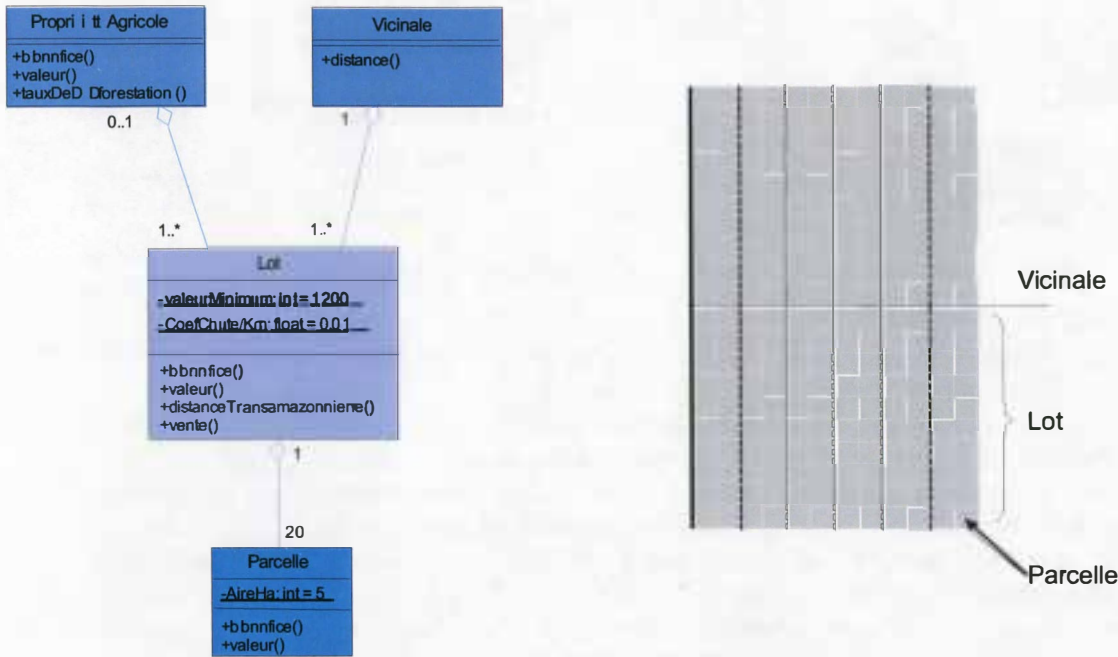 Propri i tt Agricole
+bbnnfice()
+valeur()
+tauxDeD Dforestation ()
0..1
Vicinale
+distance()
1
1..*
1..*
Lot
-valeurMinimum: int = 1200
-CoefChute/Km: float = 0.01
+bbnnfice()
+valeur()
+distanceTransamazonniene()
+vente()
1
20
Parcelle
-AireHa: int = 5
+bbnnfice()
+valeur()
Vicinale
Lot
Parcelle